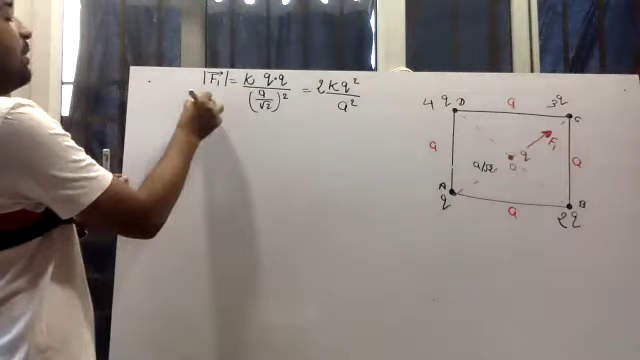 |F₁| = K q·q / (a/√2)² = 2Kq² / a²
4q D a 3q C
F₁
a q a
a/√2 O
A B
q a 2q